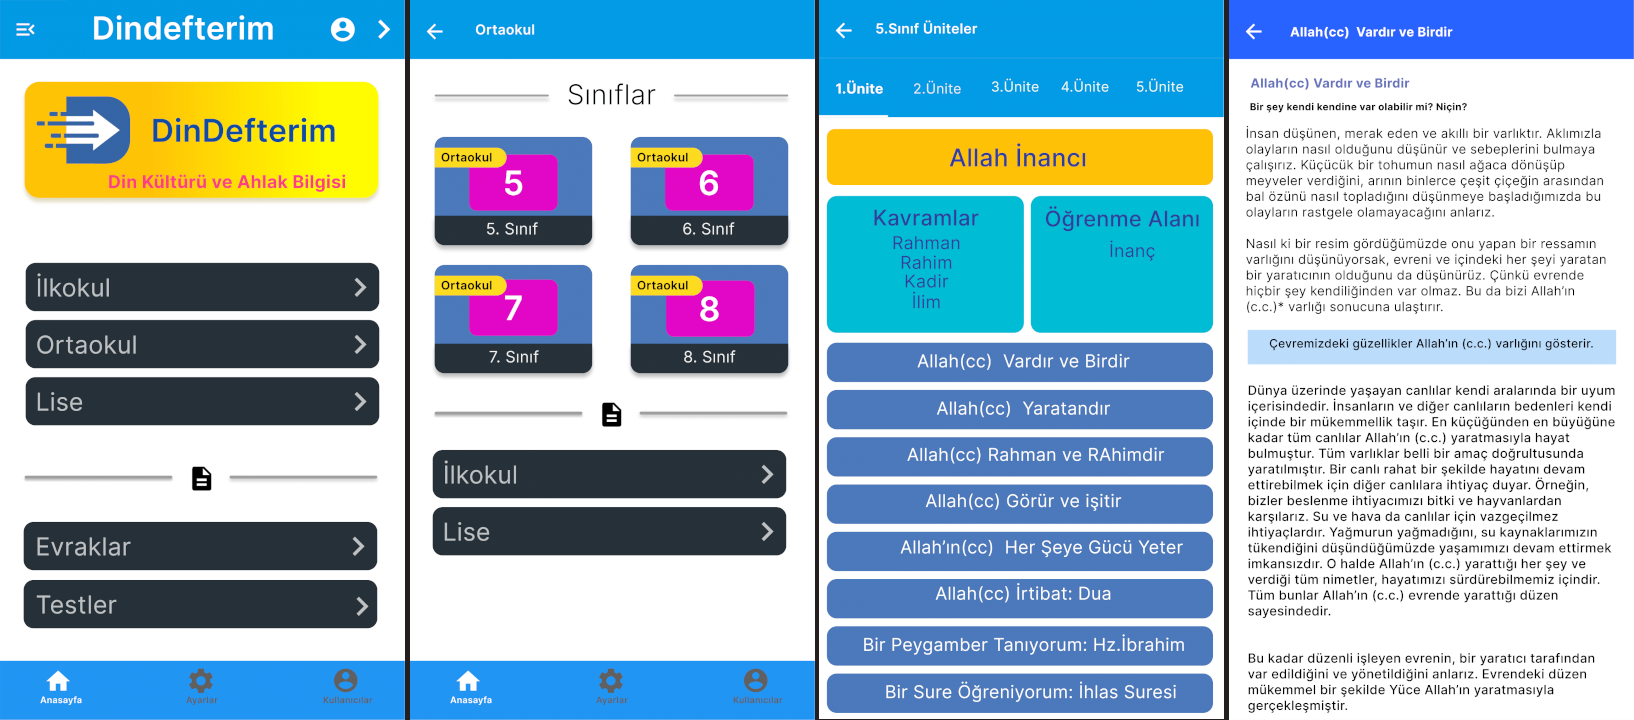 Dindefterim
DinDefterim
Din Kültürü ve Ahlak Bilgisi
İlkokul
Ortaokul
Lise
Evraklar
Testler
Anasayfa
Ayarlar
Kullanıcılar
Ortaokul
Sınıflar
Ortaokul
5
5. Sınıf
Ortaokul
6
6. Sınıf
Ortaokul
7
7. Sınıf
Ortaokul
8
8. Sınıf
İlkokul
Lise
Anasayfa
Ayarlar
Kullanıcılar
5.Sınıf Üniteler
1.Ünite
2.Ünite
3.Ünite
4.Ünite
5.Ünite
Allah İnancı
Kavramlar
Rahman
Rahim
Kadir
İlim
Öğrenme Alanı
İnanç
Allah(cc) Vardır ve Birdir
Allah(cc) Yaratandır
Allah(cc) Rahman ve RAhimdir
Allah(cc) Görür ve işitir
Allah'ın(cc) Her Şeye Gücü Yeter
Allah(cc) İrtibat: Dua
Bir Peygamber Tanıyorum: Hz.İbrahim
Bir Sure Öğreniyorum: İhlas Suresi
Allah(cc) Vardır ve Birdir
Allah(cc) Vardır ve Birdir
Bir şey kendi kendine var olabilir mi? Niçin?
İnsan düşünen, merak eden ve akıllı bir varlıktır. Aklımızla
olayların nasıl olduğunu düşünür ve sebeplerini bulmaya
çalışırız. Küçücük bir tohumun nasıl ağaca dönüşüp
meyveler verdiğini, arının binlerce çeşit çiçeğin arasından
bal özünü nasıl topladığını düşünmeye başladığımızda bu
olayların rastgele olamayacağını anlarız.
Nasıl ki bir resim gördüğümüzde onu yapan bir ressamın
varlığını düşünüyorsak, evreni ve içindeki her şeyi yaratan
bir yaratıcının olduğunu da düşünürüz. Çünkü evrende
hiçbir şey kendiliğinden var olmaz. Bu da bizi Allah'ın
(c.c.)* varlığı sonucuna ulaştırır.
Çevremizdeki güzellikler Allah'ın (c.c.) varlığını gösterir.
Dünya üzerinde yaşayan canlılar kendi aralarında bir uyum
içerisindedir. İnsanların ve diğer canlıların bedenleri kendi
içinde bir mükemmellik taşır. En küçüğünden en büyüğüne
kadar tüm canlılar Allah'ın (c.c.) yaratmasıyla hayat
bulmuştur. Tüm varlıklar belli bir amaç doğrultusunda
yaratılmıştır. Bir canlı rahat bir şekilde hayatını devam
ettirebilmek için diğer canlılara ihtiyaç duyar. Örneğin,
bizler beslenme ihtiyacımızı bitki ve hayvanlardan
karşılarız. Su ve hava da canlılar için vazgeçilmez
ihtiyaçlardır. Yağmurun yağmadığını, su kaynaklarımızın
tükendiğini düşündüğümüzde yaşamımızı devam ettirmek
imkansızdır. O halde Allah'ın (c.c.) yarattığı her şey ve
verdiği tüm nimetler, hayatımızı sürdürebilmemiz içindir.
Tüm bunlar Allah'ın (c.c.) evrende yarattığı düzen
sayesindedir.
Bu kadar düzenli işleyen evrenin, bir yaratıcı tarafından
var edildiğini ve yönetildiğini anlarız. Evrendeki düzen
mükemmel bir şekilde Yüce Allah'ın yaratmasıyla
gerçekleşmiştir.